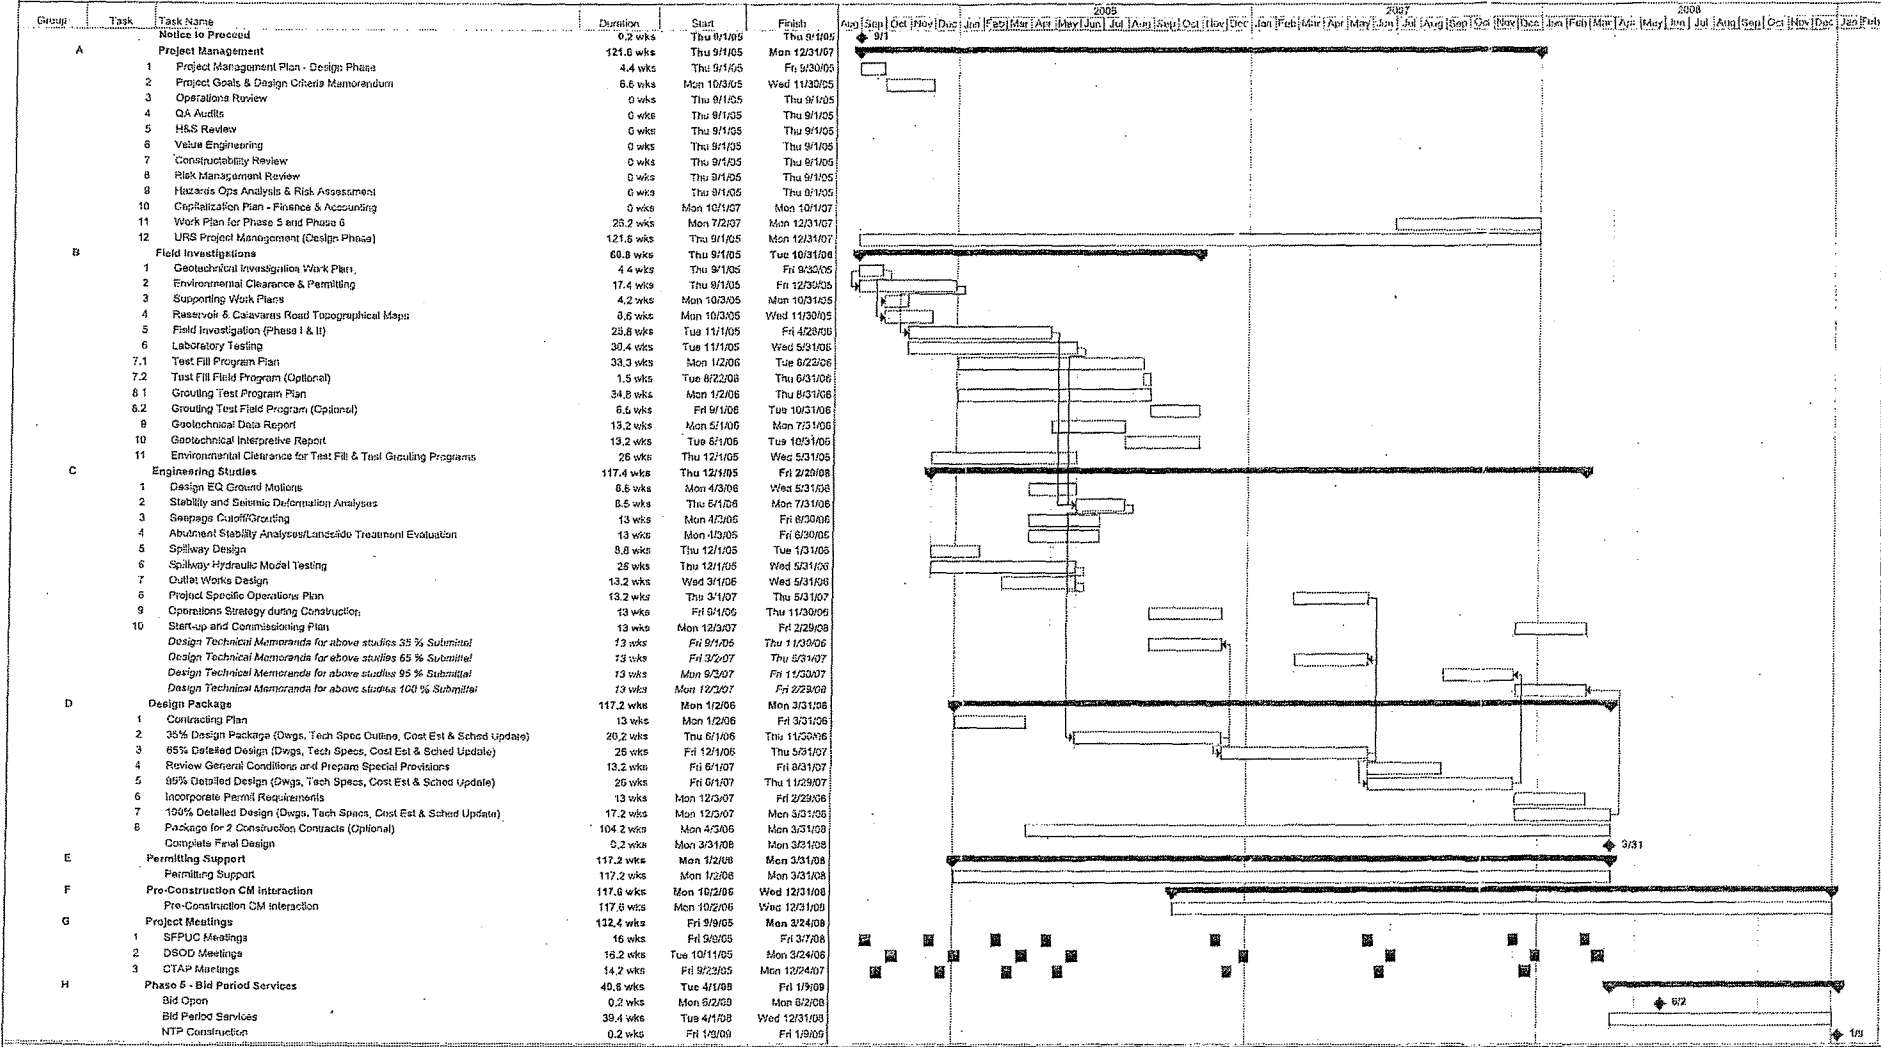 2006 2007 2008
Group Task Task Name Duration Start Finish Aug Sep Oct Nov Dec Jan Feb Mar Apr May Jun Jul Aug Sep Oct Nov Dec Jan Feb Mar Apr May Jun Jul Aug Sep Oct Nov Dec Jan Feb Mar Apr May Jun Jul Aug Sep Oct Nov Dec Jan Feb
Notice to Proceed 0.2 wks Thu 9/1/05 Thu 9/1/05 9/1
A Project Management 121.6 wks Thu 9/1/05 Mon 12/31/07
1 Project Management Plan - Design Phase 4.4 wks Thu 9/1/05 Fri 9/30/05
2 Project Goals & Design Criteria Memorandum 8.6 wks Mon 10/3/05 Wed 11/30/05
3 Operations Review 0 wks Thu 9/1/05 Thu 9/1/05
4 QA Audits 0 wks Thu 9/1/05 Thu 9/1/05
5 H&S Review 0 wks Thu 9/1/05 Thu 9/1/05
6 Value Engineering 0 wks Thu 9/1/05 Thu 9/1/05
7 Constructability Review 0 wks Thu 9/1/05 Thu 9/1/05
8 Risk Management Review 0 wks Thu 9/1/05 Thu 9/1/05
9 Hazards Ops Analysis & Risk Assessment 0 wks Thu 9/1/05 Thu 9/1/05
10 Capitalization Plan - Finance & Accounting 0 wks Mon 10/1/07 Mon 10/1/07
11 Work Plan for Phase 5 and Phase 6 26.2 wks Mon 7/2/07 Mon 12/31/07
12 URS Project Management (Design Phase) 121.6 wks Thu 9/1/05 Mon 12/31/07
B Field Investigations 60.8 wks Thu 9/1/05 Tue 10/31/06
1 Geotechnical Investigation Work Plan 4.4 wks Thu 9/1/05 Fri 9/30/05
2 Environmental Clearance & Permitting 17.4 wks Thu 9/1/05 Fri 12/30/05
3 Supporting Work Plans 4.2 wks Mon 10/3/05 Mon 10/31/05
4 Reservoir & Calaveras Road Topographical Maps 8.6 wks Mon 10/3/05 Wed 11/30/05
5 Field Investigation (Phase I & II) 25.8 wks Tue 11/1/05 Fri 4/28/06
6 Laboratory Testing 30.4 wks Tue 11/1/05 Wed 5/31/06
7.1 Test Fill Program Plan 33.3 wks Mon 1/2/06 Tue 8/22/06
7.2 Test Fill Field Program (Optional) 1.5 wks Tue 8/22/06 Thu 8/31/06
8.1 Grouting Test Program Plan 34.8 wks Mon 1/2/06 Thu 8/31/06
8.2 Grouting Test Field Program (Optional) 8.6 wks Fri 9/1/06 Tue 10/31/06
9 Geotechnical Data Report 13.2 wks Mon 5/1/06 Mon 7/31/06
10 Geotechnical Interpretive Report 13.2 wks Tue 8/1/06 Tue 10/31/06
11 Environmental Clearance for Test Fill & Test Grouting Programs 26 wks Thu 12/1/05 Wed 5/31/06
C Engineering Studies 117.4 wks Thu 12/1/05 Fri 2/29/08
1 Design EQ Ground Motions 8.6 wks Mon 4/3/06 Wed 5/31/06
2 Stability and Seismic Deformation Analyses 8.6 wks Thu 6/1/06 Mon 7/31/06
3 Seepage Cutoff/Grouting 13 wks Mon 4/3/06 Fri 6/30/06
4 Abutment Stability Analyses/Landslide Treatment Evaluation 13 wks Mon 4/3/06 Fri 6/30/06
5 Spillway Design 8.8 wks Thu 12/1/05 Tue 1/31/06
6 Spillway Hydraulic Model Testing 26 wks Thu 12/1/05 Wed 5/31/06
7 Outlet Works Design 13.2 wks Wed 3/1/06 Wed 5/31/06
8 Project Specific Operations Plan 13.2 wks Thu 3/1/07 Thu 5/31/07
9 Operations Strategy during Construction 13 wks Fri 9/1/06 Thu 11/30/06
10 Start-up and Commissioning Plan 13 wks Mon 12/3/07 Fri 2/29/08
Design Technical Memoranda for above studies 35 % Submittal 13 wks Fri 9/1/06 Thu 11/30/06
Design Technical Memoranda for above studies 65 % Submittal 13 wks Fri 3/2/07 Thu 5/31/07
Design Technical Memoranda for above studies 95 % Submittal 13 wks Mon 9/3/07 Fri 11/30/07
Design Technical Memoranda for above studies 100 % Submittal 13 wks Mon 12/3/07 Fri 2/29/08
D Design Package 117.2 wks Mon 1/2/06 Mon 3/31/08
1 Contracting Plan 13 wks Mon 1/2/06 Fri 3/31/06
2 35% Design Package (Dwgs, Tech Spec Outline, Cost Est & Sched Update) 26.2 wks Thu 6/1/06 Thu 11/30/06
3 65% Detailed Design (Dwgs, Tech Specs, Cost Est & Sched Update) 26 wks Fri 12/1/06 Thu 5/31/07
4 Review General Conditions and Prepare Special Provisions 13.2 wks Fri 6/1/07 Fri 8/31/07
5 95% Detailed Design (Dwgs, Tech Specs, Cost Est & Sched Update) 26 wks Fri 6/1/07 Thu 11/29/07
6 Incorporate Permit Requirements 13 wks Mon 12/3/07 Fri 2/29/08
7 100% Detailed Design (Dwgs, Tech Specs, Cost Est & Sched Update) 17.2 wks Mon 12/3/07 Mon 3/31/08
8 Package for 2 Construction Contracts (Optional) 104.2 wks Mon 4/3/06 Mon 3/31/08
Complete Final Design 0.2 wks Mon 3/31/08 Mon 3/31/08 3/31
E Permitting Support 117.2 wks Mon 1/2/06 Mon 3/31/08
Permitting Support 117.2 wks Mon 1/2/06 Mon 3/31/08
F Pre-Construction CM Interaction 117.6 wks Mon 10/2/06 Wed 12/31/08
Pre-Construction CM Interaction 117.6 wks Mon 10/2/06 Wed 12/31/08
G Project Meetings 132.4 wks Fri 9/9/05 Mon 3/24/08
1 SFPUC Meetings 16 wks Fri 9/9/05 Fri 3/7/08
2 DSOD Meetings 16.2 wks Tue 10/11/05 Mon 3/24/08
3 CTAP Meetings 14.2 wks Fri 9/23/05 Mon 12/24/07
H Phase 5 - Bid Period Services 40.6 wks Tue 4/1/08 Fri 1/9/09
Bid Open 0.2 wks Mon 6/2/08 Mon 6/2/08 6/2
Bid Period Services 39.4 wks Tue 4/1/08 Wed 12/31/08
NTP Construction 0.2 wks Fri 1/9/09 Fri 1/9/09 1/9